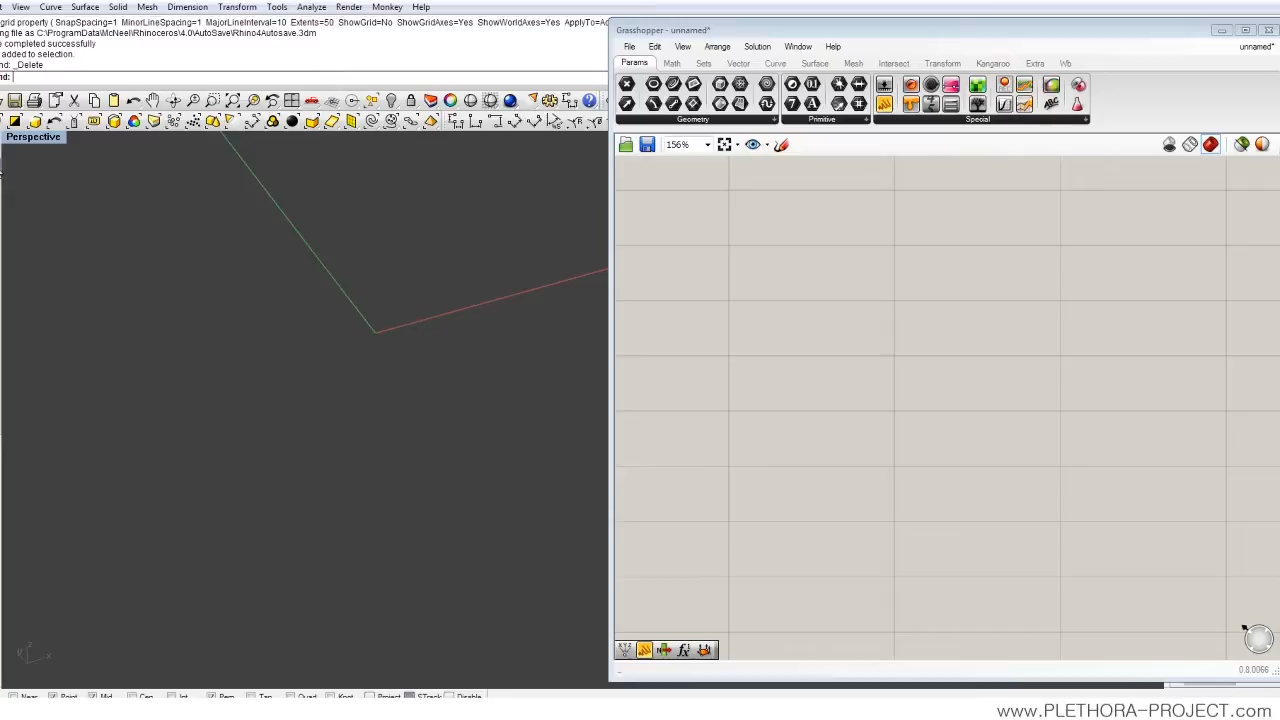 t View Curve Surface Solid Mesh Dimension Transform Tools Analyze Render Monkey Help
grid property ( SnapSpacing=1 MinorLineSpacing=1 MajorLineInterval=10 Extents=50 ShowGrid=No ShowGridAxes=Yes ShowWorldAxes=Yes ApplyTo=Ac
ng file as C:\ProgramData\McNeel\Rhinoceros\4.0\AutoSave\Rhino4Autosave.3dm
e completed successfully
added to selection.
nd: _Delete
nd:
Perspective
Grasshopper - unnamed*
File Edit View Arrange Solution Window Help
unnamed*
Params Math Sets Vector Curve Surface Mesh Intersect Transform Kangaroo Extra Wb
Geometry Primitive Special
156%
z
x
0.8.0066
Near Point Mid Cen Int Perp Tan Quad Knot Project STrack Disable
www.PLETHORA-PROJECT.com